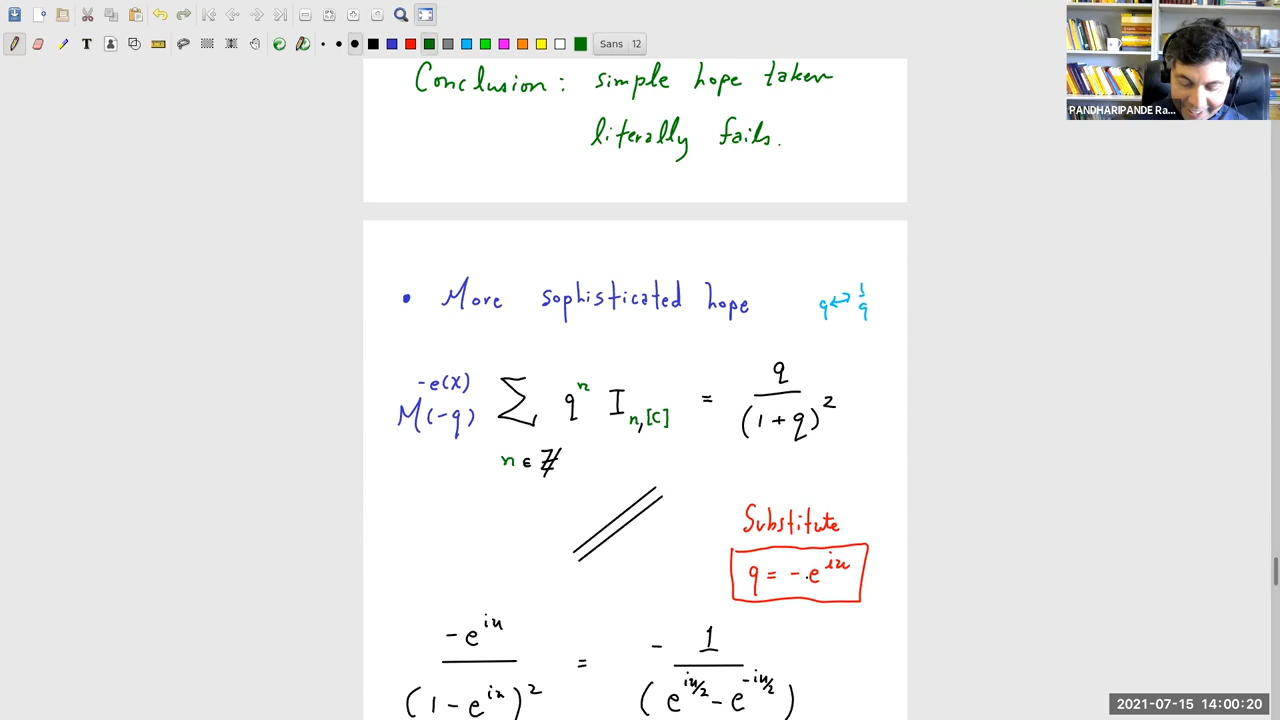 Sans 12
PANDHARIPANDE Ra...
Conclusion: simple hope taken
literally fails.
• More sophisticated hope q ↔ 1/q
M(-q)^{-e(X)} ∑_{n ∈ ℤ} q^n I_{n,[C]} = q/(1+q)^2
Substitute
q = -e^{iu}
-e^{iu}/(1-e^{iu})^2 = - 1/(e^{iu/2} - e^{-iu/2})
2021-07-15 14:00:20